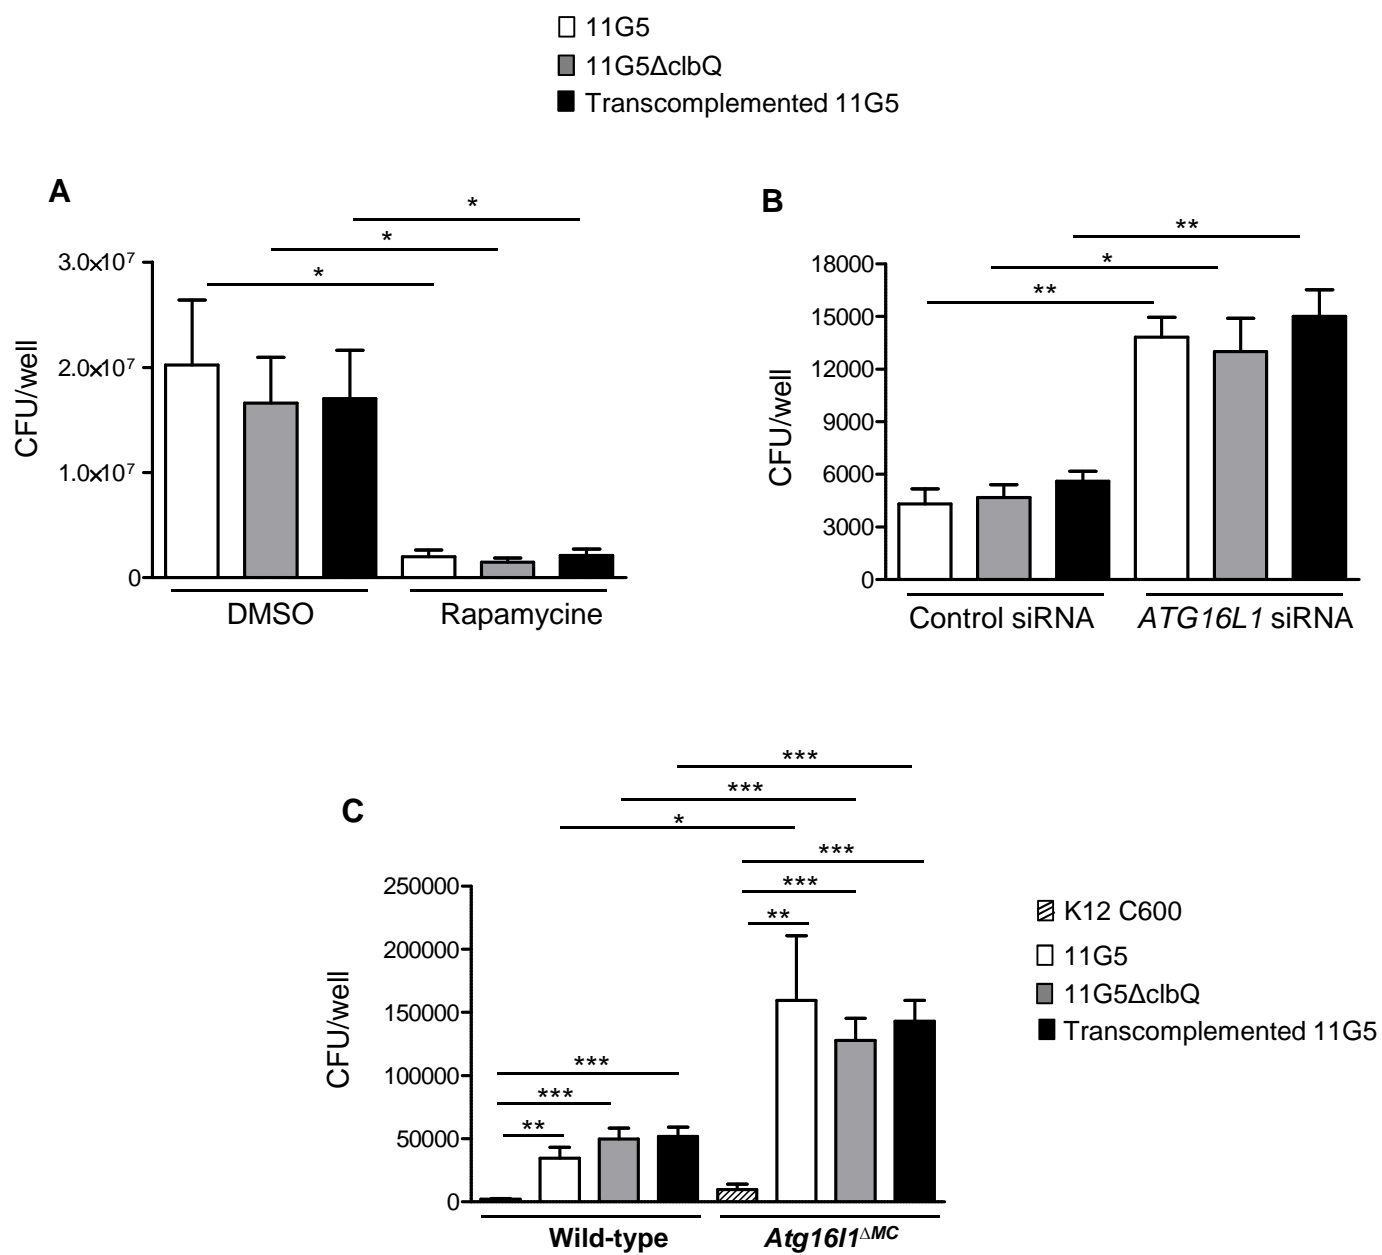 11G5
11G5ΔclbQ
Transcomplemented 11G5
A
*
*
*
3.0×10⁷
2.0×10⁷
1.0×10⁷
0
CFU/well
DMSO
Rapamycine
B
**
*
**
18000
15000
12000
9000
6000
3000
0
CFU/well
Control siRNA
ATG16L1 siRNA
C
***
***
*
***
***
**
***
***
**
250000
200000
150000
100000
50000
0
CFU/well
Wild-type
Atg16l1ΔMC
K12 C600
11G5
11G5ΔclbQ
Transcomplemented 11G5